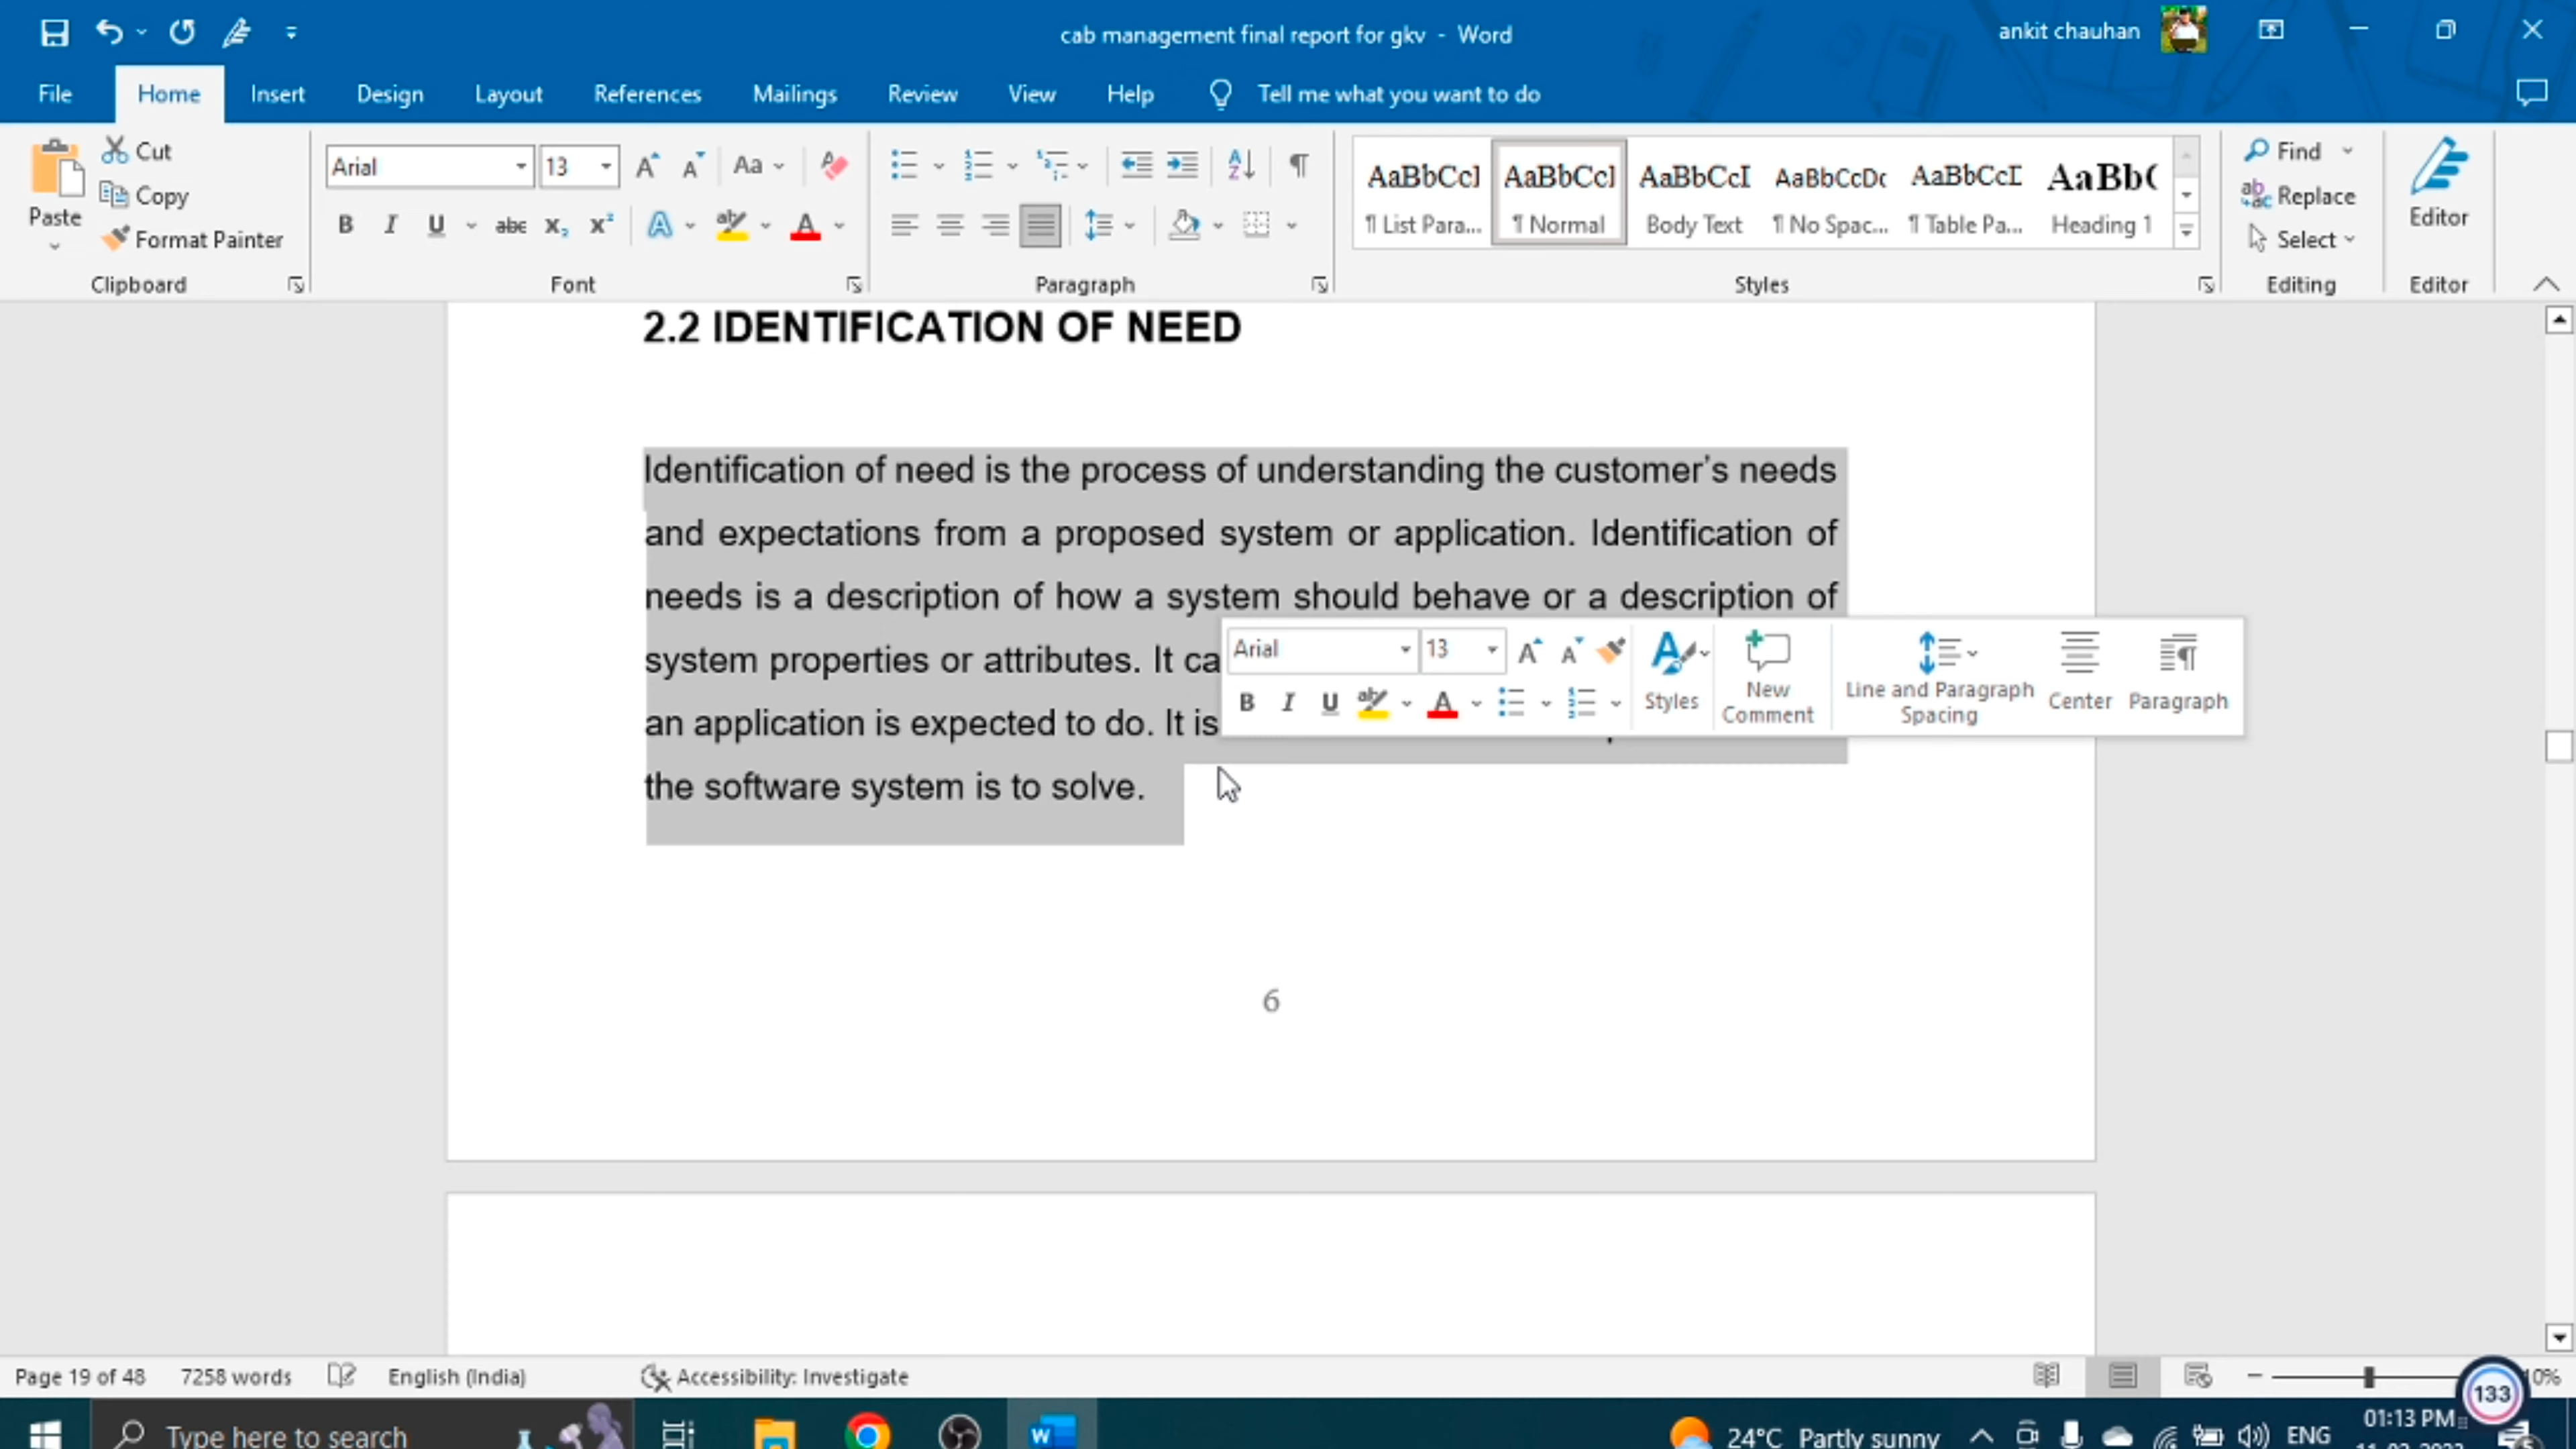 cab management final report for gkv - Word
ankit chauhan
File Home Insert Design Layout References Mailings Review View Help Tell me what you want to do
Paste
Cut
Copy
Format Painter
Clipboard
Arial 13
Font
Paragraph
AaBbCcI AaBbCcI AaBbCcI AaBbCcDc AaBbCcI AaBb(
¶ List Para... ¶ Normal Body Text ¶ No Spac... ¶ Table Pa... Heading 1
Styles
Find
Replace
Select
Editing
Editor
Editor
2.2 IDENTIFICATION OF NEED
Identification of need is the process of understanding the customer's needs
and expectations from a proposed system or application. Identification of
needs is a description of how a system should behave or a description of
system properties or attributes. It ca
an application is expected to do. It is
the software system is to solve.
Arial 13
Styles
New Comment
Line and Paragraph Spacing
Center
Paragraph
6
Page 19 of 48 7258 words English (India) Accessibility: Investigate
133
0%
Type here to search
24°C Partly sunny
ENG
01:13 PM